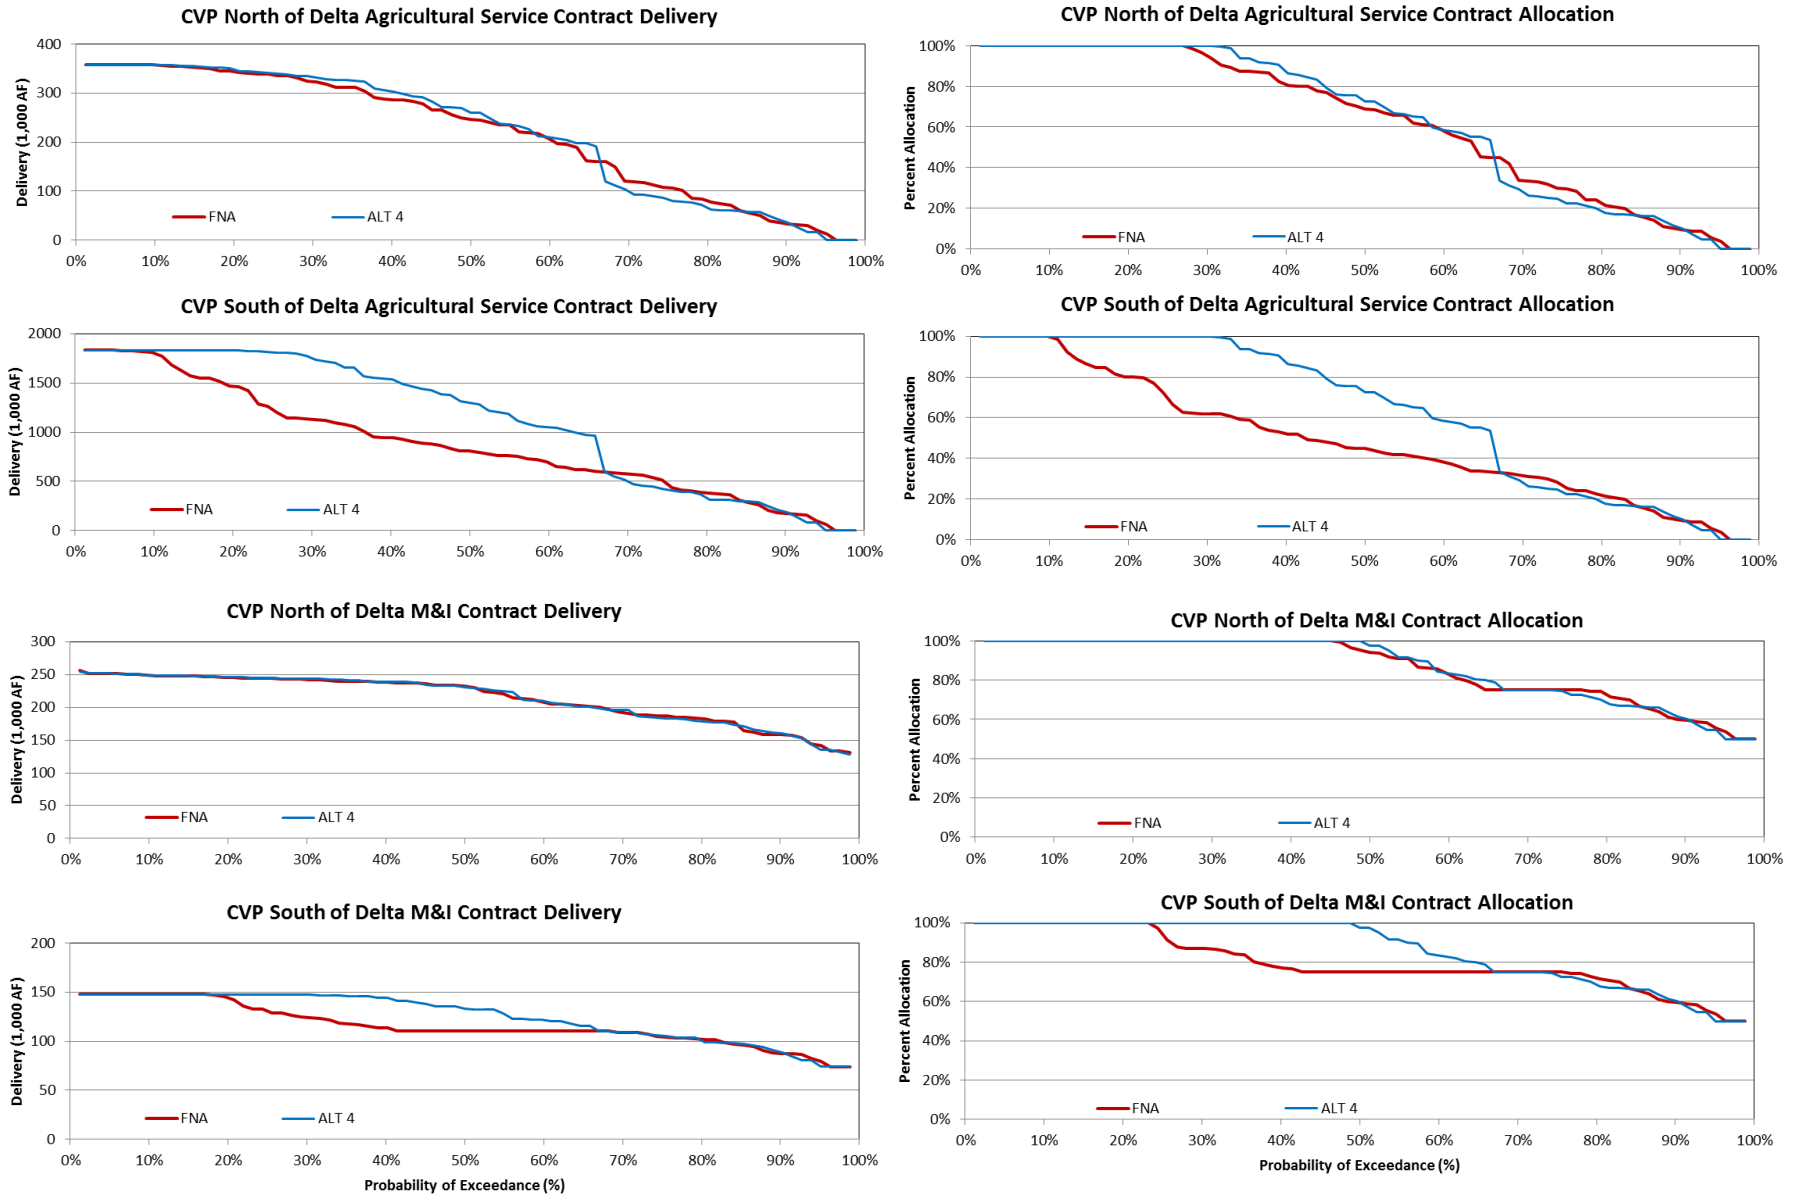 CVP North of Delta Agricultural Service Contract Delivery
Delivery (1,000 AF)
400
300
200
100
0
FNA
ALT 4
0% 10% 20% 30% 40% 50% 60% 70% 80% 90% 100%
CVP North of Delta Agricultural Service Contract Allocation
Percent Allocation
100%
80%
60%
40%
20%
0%
FNA
ALT 4
0% 10% 20% 30% 40% 50% 60% 70% 80% 90% 100%
CVP South of Delta Agricultural Service Contract Delivery
Delivery (1,000 AF)
2000
1500
1000
500
0
FNA
ALT 4
0% 10% 20% 30% 40% 50% 60% 70% 80% 90% 100%
CVP South of Delta Agricultural Service Contract Allocation
Percent Allocation
100%
80%
60%
40%
20%
0%
FNA
ALT 4
0% 10% 20% 30% 40% 50% 60% 70% 80% 90% 100%
CVP North of Delta M&I Contract Delivery
Delivery (1,000 AF)
300
250
200
150
100
50
0
FNA
ALT 4
0% 10% 20% 30% 40% 50% 60% 70% 80% 90% 100%
CVP North of Delta M&I Contract Allocation
Percent Allocation
100%
80%
60%
40%
20%
0%
FNA
ALT 4
0% 10% 20% 30% 40% 50% 60% 70% 80% 90% 100%
CVP South of Delta M&I Contract Delivery
Delivery (1,000 AF)
200
150
100
50
0
FNA
ALT 4
0% 10% 20% 30% 40% 50% 60% 70% 80% 90% 100%
Probability of Exceedance (%)
CVP South of Delta M&I Contract Allocation
Percent Allocation
100%
80%
60%
40%
20%
0%
FNA
ALT 4
0% 10% 20% 30% 40% 50% 60% 70% 80% 90% 100%
Probability of Exceedance (%)